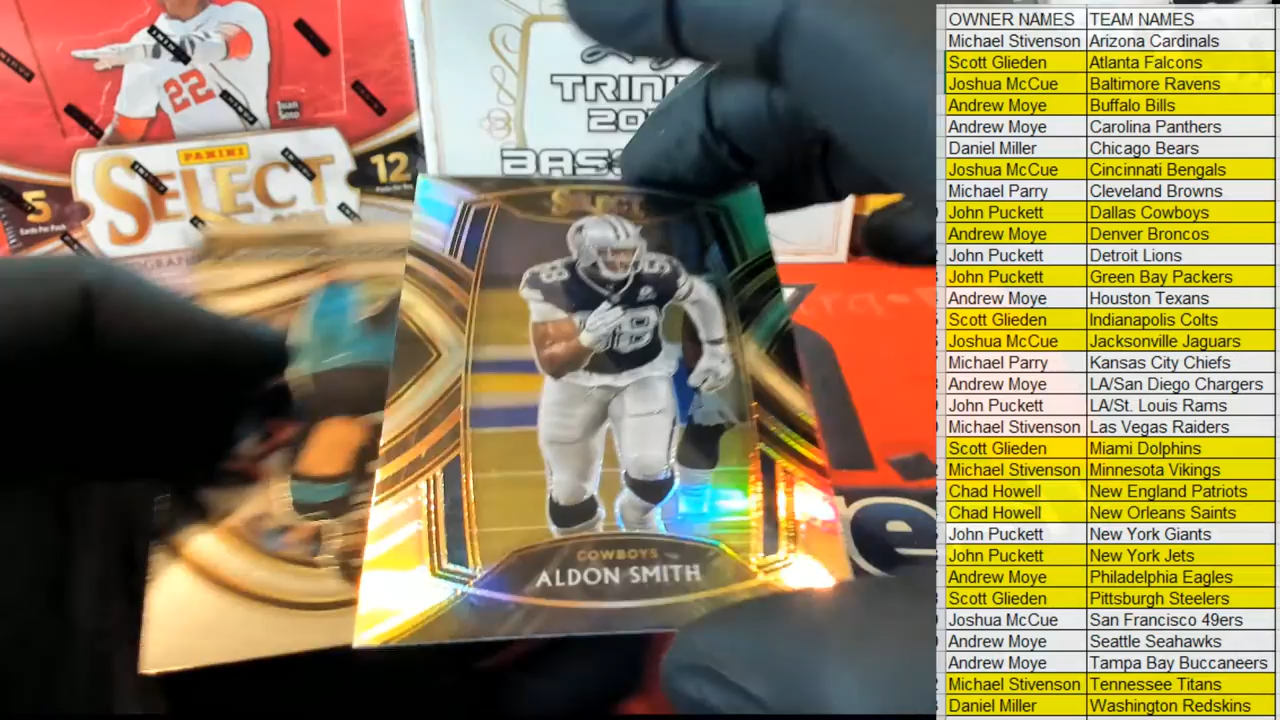 22
Juan
Soto
PANINI
SELECT
5
Cards Per Pack
12
TRIN
20
BAS
SELECT
58
COWBOYS
ALDON SMITH
OWNER NAMES TEAM NAMES
Michael Stivenson Arizona Cardinals
Scott Glieden Atlanta Falcons
Joshua McCue Baltimore Ravens
Andrew Moye Buffalo Bills
Andrew Moye Carolina Panthers
Daniel Miller Chicago Bears
Joshua McCue Cincinnati Bengals
Michael Parry Cleveland Browns
John Puckett Dallas Cowboys
Andrew Moye Denver Broncos
John Puckett Detroit Lions
John Puckett Green Bay Packers
Andrew Moye Houston Texans
Scott Glieden Indianapolis Colts
Joshua McCue Jacksonville Jaguars
Michael Parry Kansas City Chiefs
Andrew Moye LA/San Diego Chargers
John Puckett LA/St. Louis Rams
Michael Stivenson Las Vegas Raiders
Scott Glieden Miami Dolphins
Michael Stivenson Minnesota Vikings
Chad Howell New England Patriots
Chad Howell New Orleans Saints
John Puckett New York Giants
John Puckett New York Jets
Andrew Moye Philadelphia Eagles
Scott Glieden Pittsburgh Steelers
Joshua McCue San Francisco 49ers
Andrew Moye Seattle Seahawks
Andrew Moye Tampa Bay Buccaneers
Michael Stivenson Tennessee Titans
Daniel Miller Washington Redskins